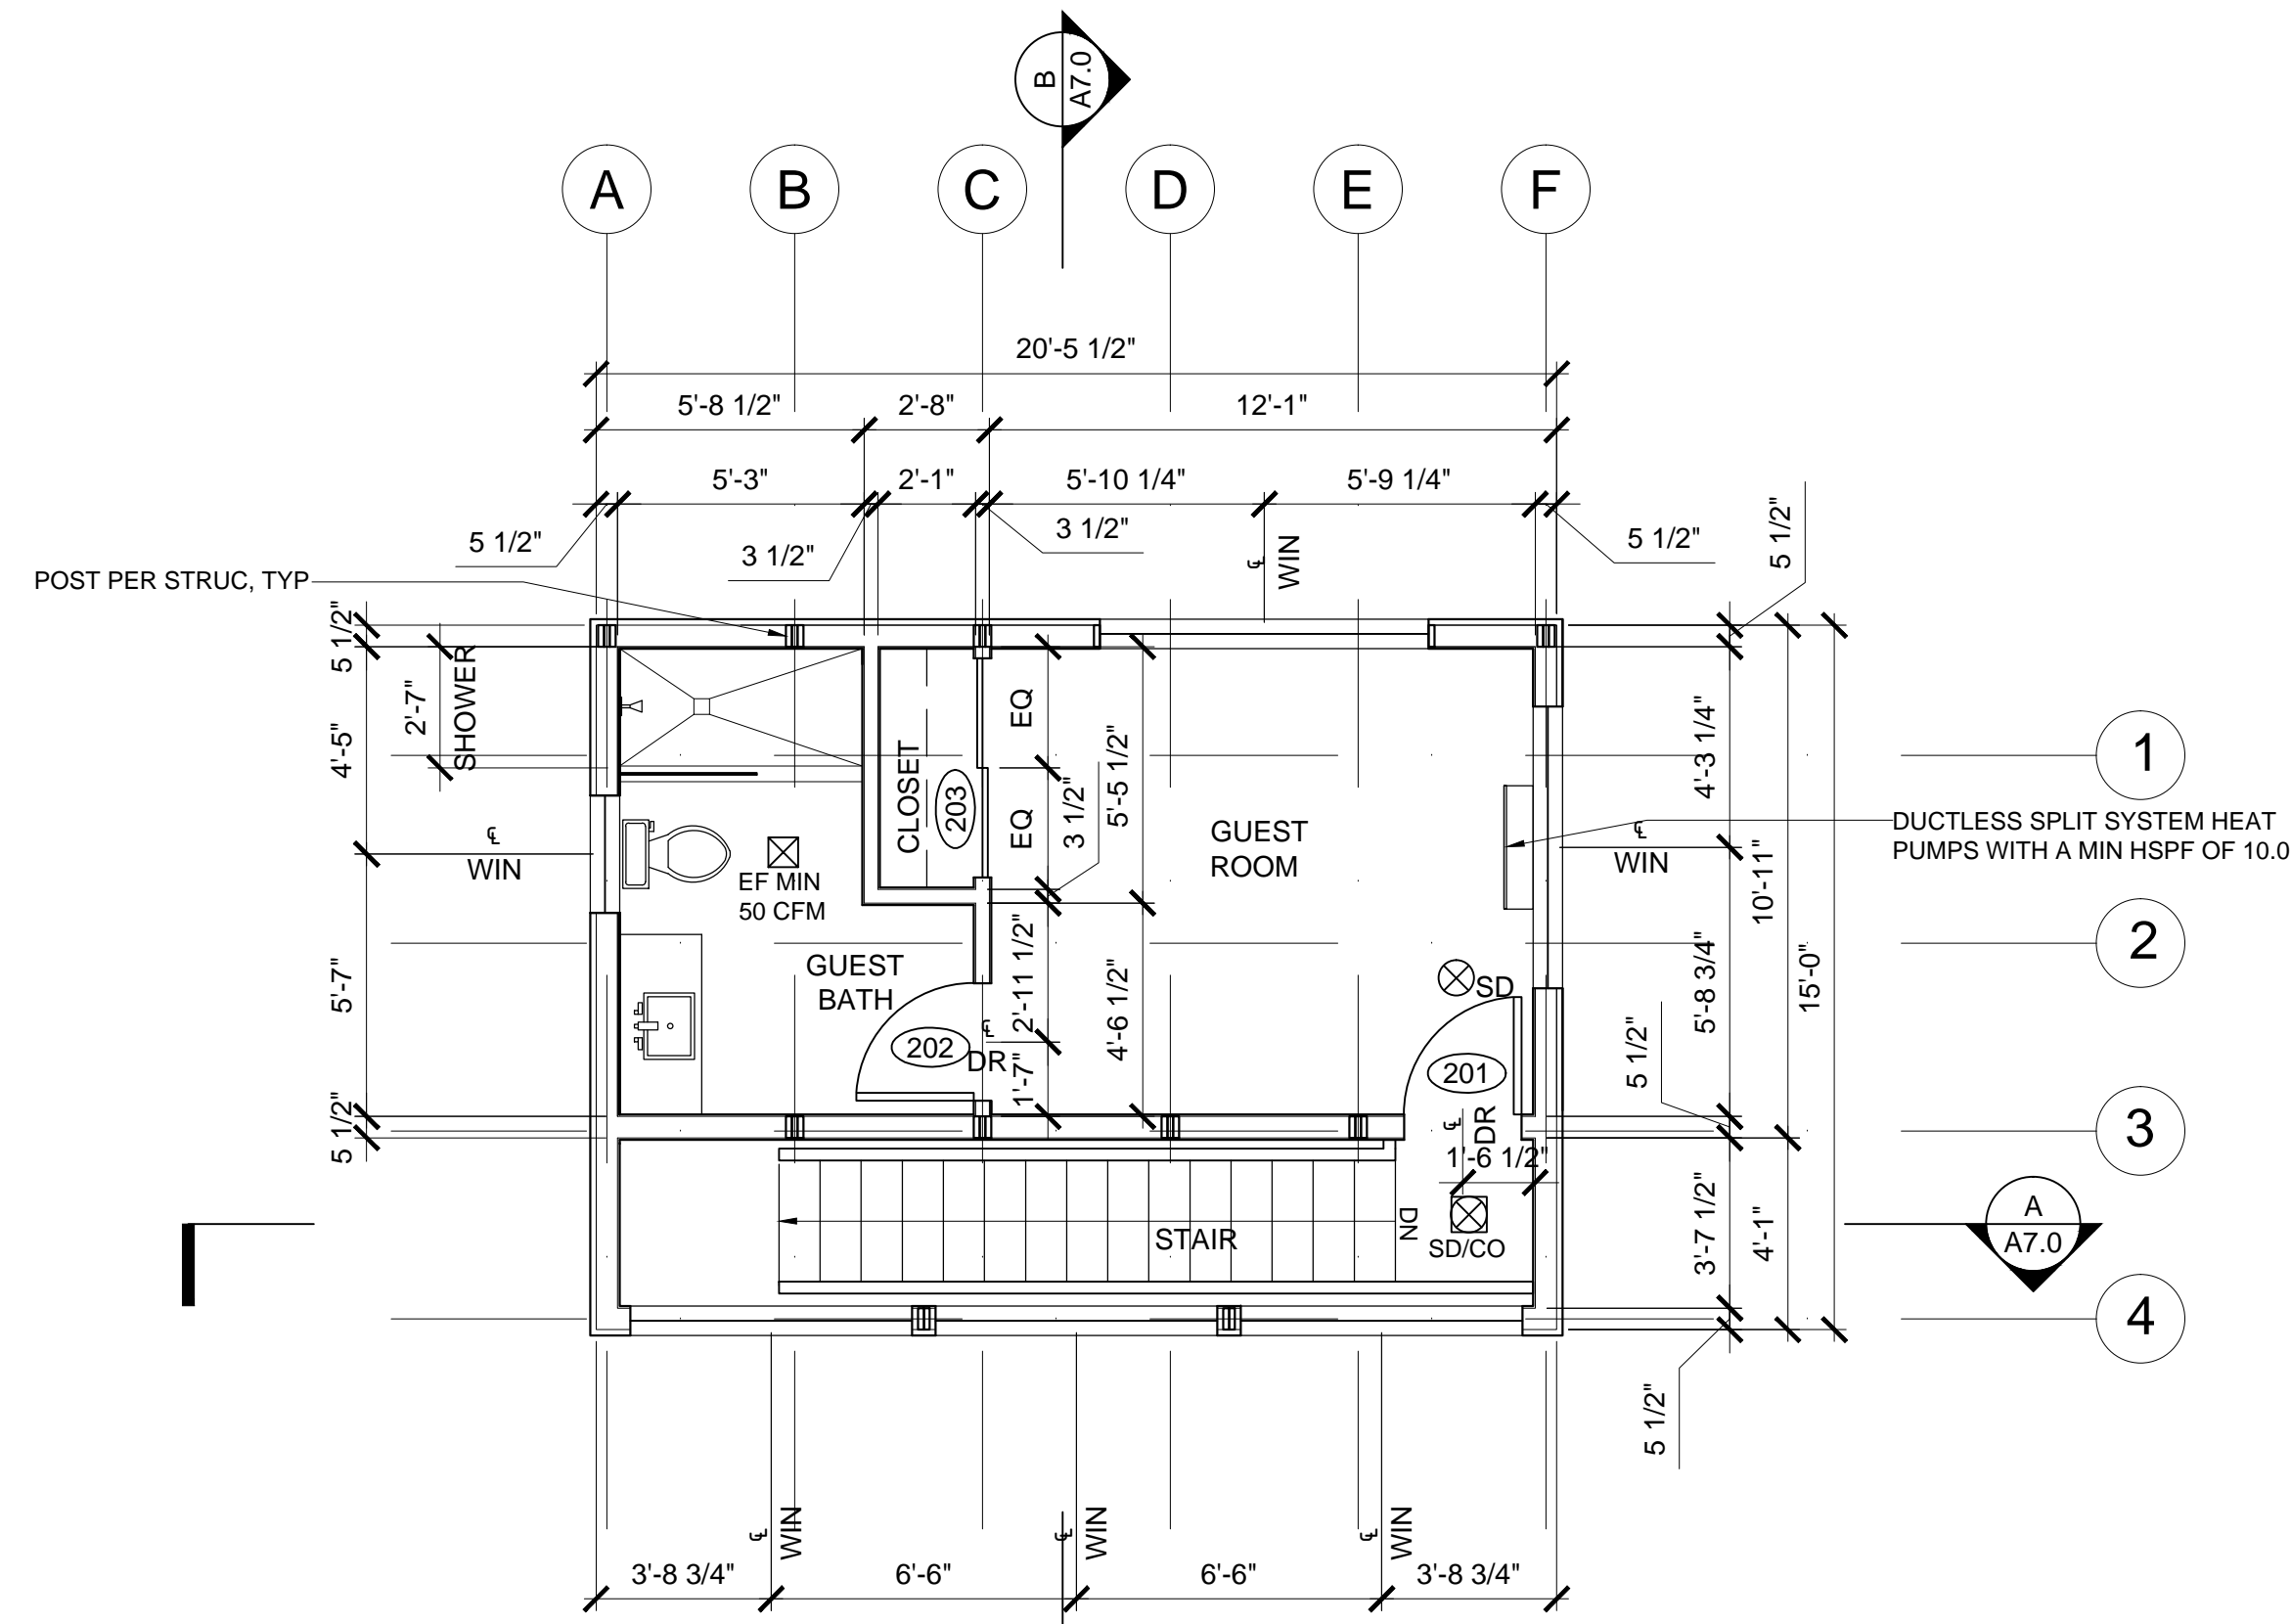 B
A7.0
A
B
C
D
E
F
20'-5 1/2"
5'-8 1/2"
2'-8"
12'-1"
5'-3"
2'-1"
5'-10 1/4"
5'-9 1/4"
5 1/2"
3 1/2"
3 1/2"
5 1/2"
5 1/2"
℄
WIN
POST PER STRUC, TYP
5 1/2"
4'-5"
5'-7"
5 1/2"
2'-7"
SHOWER
℄
WIN
CLOSET
203
EQ
EQ
3 1/2"
5'-5 1/2"
GUEST
ROOM
EF MIN
50 CFM
GUEST
BATH
202
℄
DR
2'-11 1/2"
1'-7"
4'-6 1/2"
SD
201
℄
DR
1'-6 1/2"
STAIR
DN
SD/CO
4'-3 1/4"
℄
WIN
5'-8 3/4"
5 1/2"
3'-7 1/2"
5 1/2"
10'-11"
4'-1"
15'-0"
1
DUCTLESS SPLIT SYSTEM HEAT
PUMPS WITH A MIN HSPF OF 10.0
2
3
A
A7.0
4
℄
WIN
℄
WIN
℄
WIN
3'-8 3/4"
6'-6"
6'-6"
3'-8 3/4"